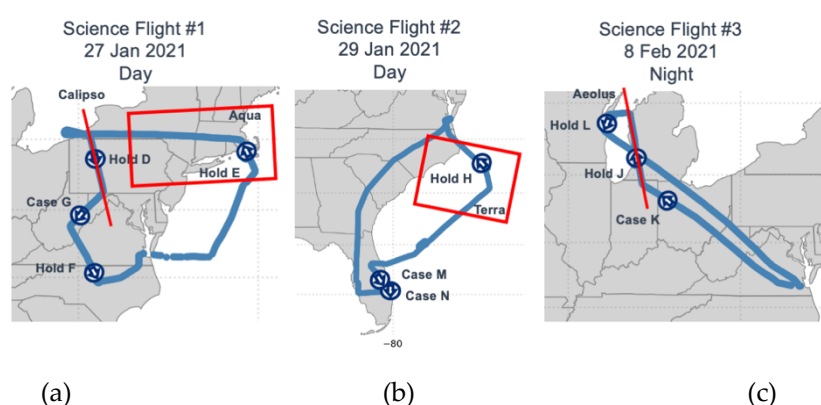 Science Flight #1
27 Jan 2021
Day
Calipso
Aqua
Hold D
Hold E
Case G
Hold F
Science Flight #2
29 Jan 2021
Day
Hold H
Terra
Case M
Case N
−80
Science Flight #3
8 Feb 2021
Night
Aeolus
Hold L
Hold J
Case K
(a)
(b)
(c)